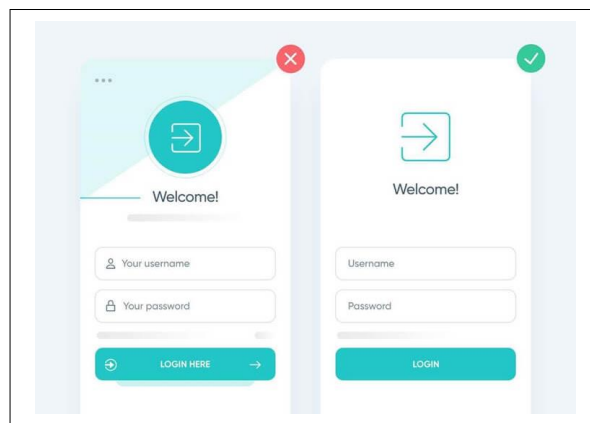 Welcome!
Your username
Your password
LOGIN HERE
Welcome!
Username
Password
LOGIN